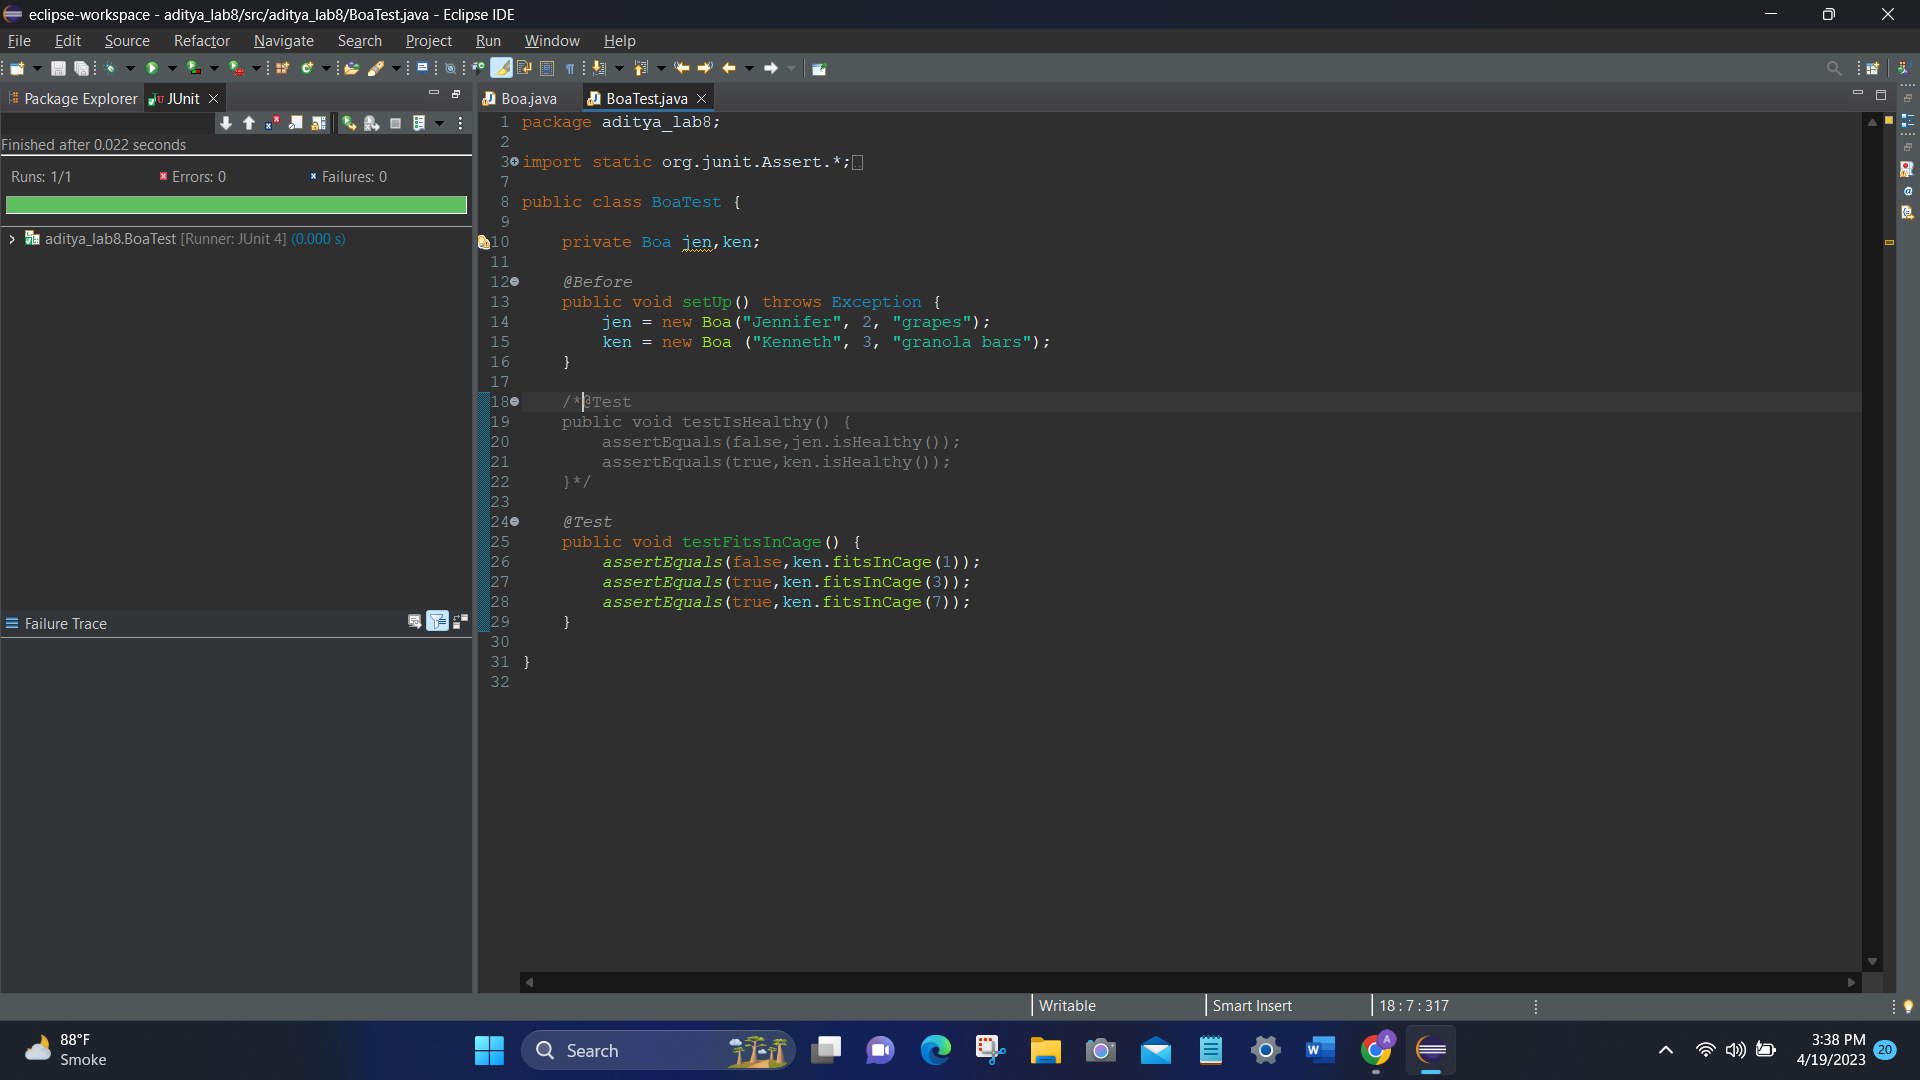 eclipse-workspace - aditya_lab8/src/aditya_lab8/BoaTest.java - Eclipse IDE
File Edit Source Refactor Navigate Search Project Run Window Help
Package Explorer JUnit
Boa.java BoaTest.java
Finished after 0.022 seconds
Runs: 1/1 Errors: 0 Failures: 0
aditya_lab8.BoaTest [Runner: JUnit 4] (0.000 s)
Failure Trace
1 package aditya_lab8;
2
3 import static org.junit.Assert.*;
7
8 public class BoaTest {
9
10 private Boa jen,ken;
11
12 @Before
13 public void setUp() throws Exception {
14 jen = new Boa("Jennifer", 2, "grapes");
15 ken = new Boa ("Kenneth", 3, "granola bars");
16 }
17
18 /*@Test
19 public void testIsHealthy() {
20 assertEquals(false,jen.isHealthy());
21 assertEquals(true,ken.isHealthy());
22 }*/
23
24 @Test
25 public void testFitsInCage() {
26 assertEquals(false,ken.fitsInCage(1));
27 assertEquals(true,ken.fitsInCage(3));
28 assertEquals(true,ken.fitsInCage(7));
29 }
30
31 }
32
Writable Smart Insert 18 : 7 : 317
88°F
Smoke
Search
3:38 PM
4/19/2023
20